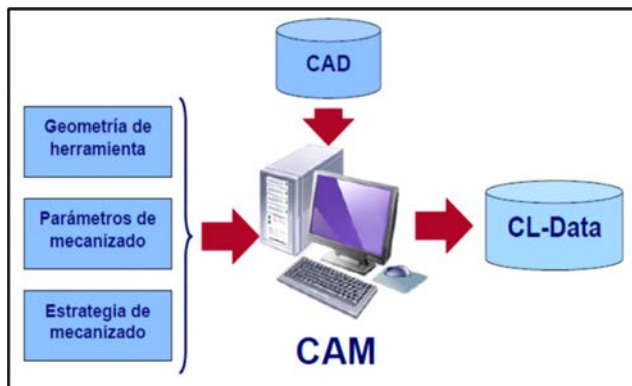 CAD
Geometría de
herramienta
Parámetros de
mecanizado
Estrategia de
mecanizado
CL-Data
CAM